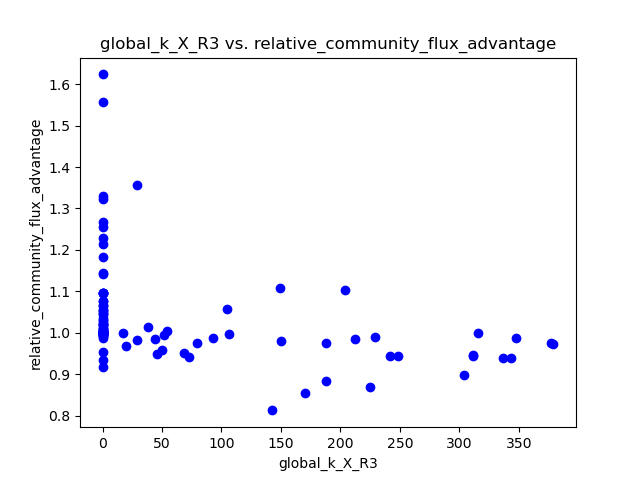 global_k_X_R3 vs. relative_community_flux_advantage
1.6
1.5
1.4
1.3
1.2
1.1
1.0
0.9
0.8
relative_community_flux_advantage
0 50 100 150 200 250 300 350
global_k_X_R3